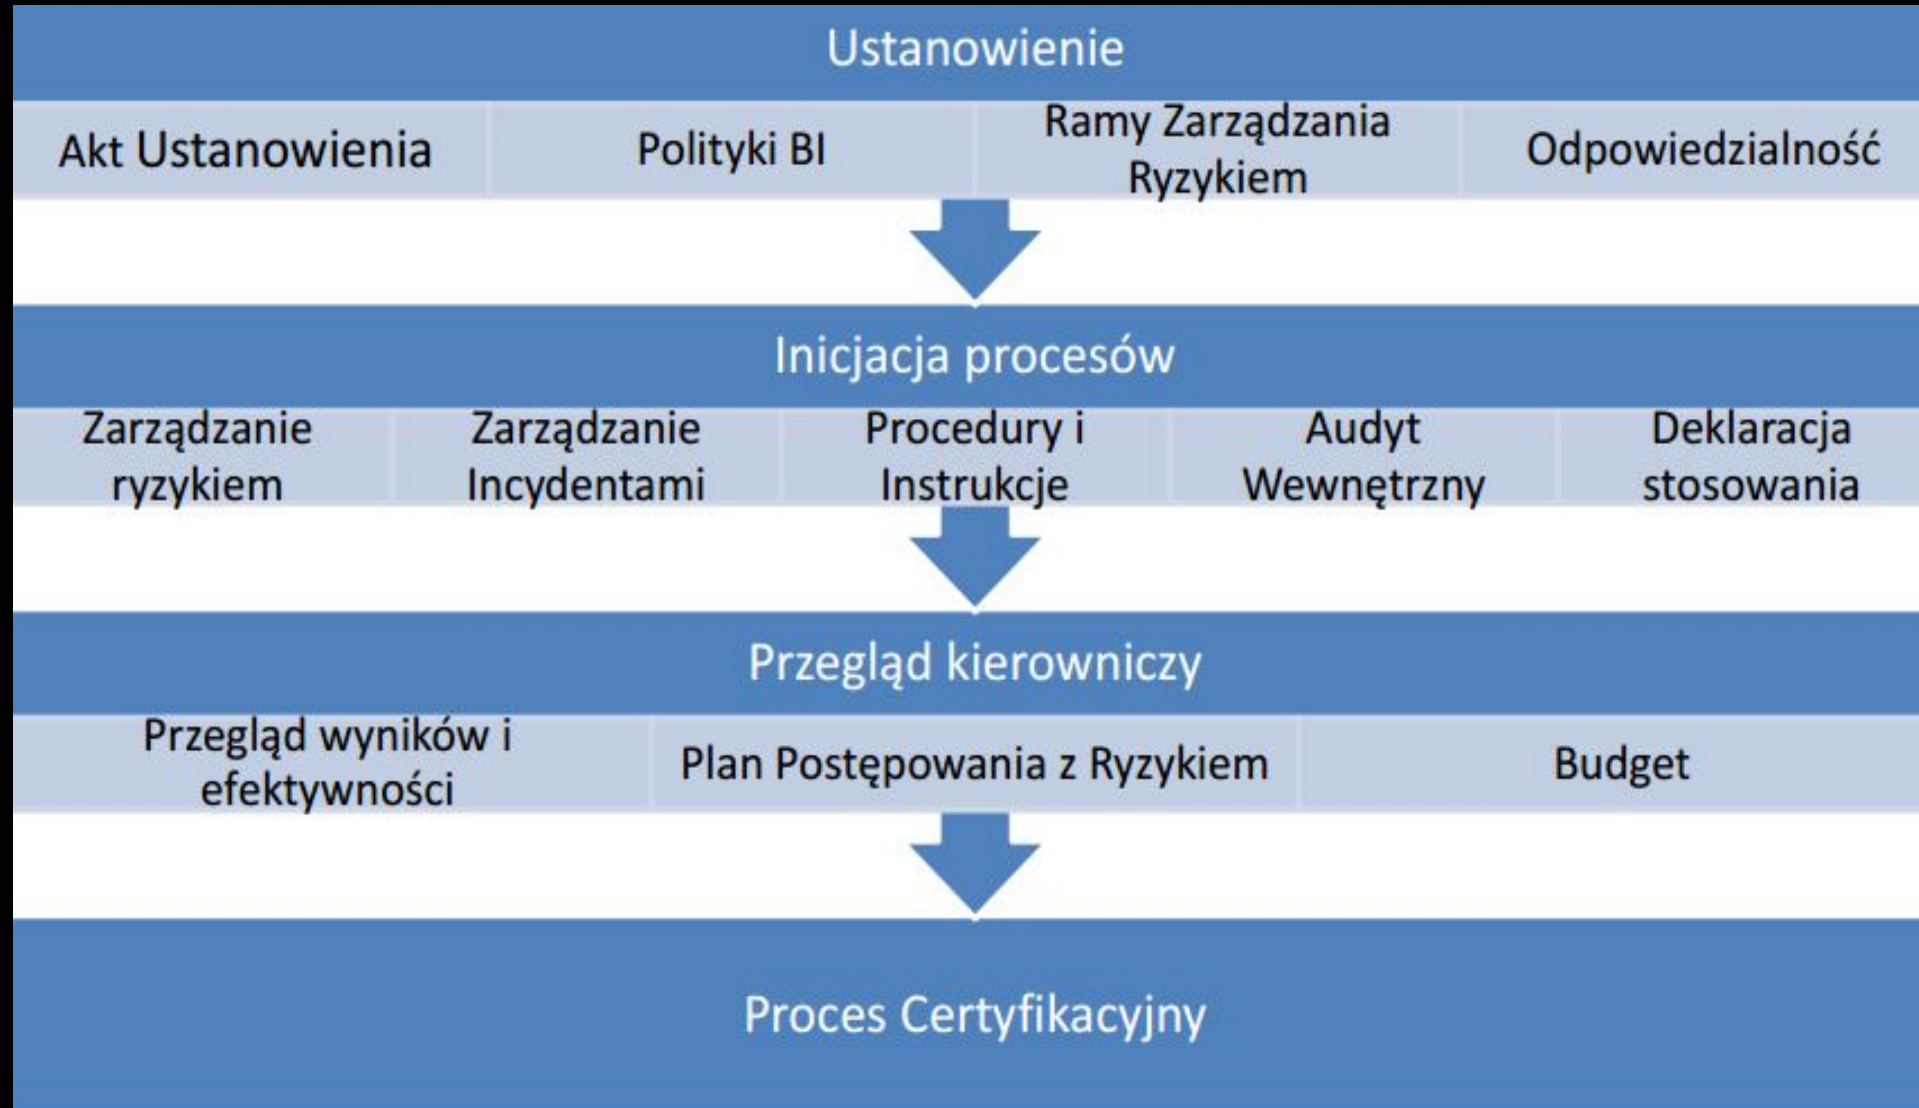 Ustanowienie
Akt Ustanowienia
Polityki BI
Ramy Zarządzania
Ryzykiem
Odpowiedzialność
Inicjacja procesów
Zarządzanie
ryzykiem
Zarządzanie
Incydentami
Procedury i
Instrukcje
Audyt
Wewnętrzny
Deklaracja
stosowania
Przegląd kierowniczy
Przegląd wyników i
efektywności
Plan Postępowania z Ryzykiem
Budget
Proces Certyfikacyjny